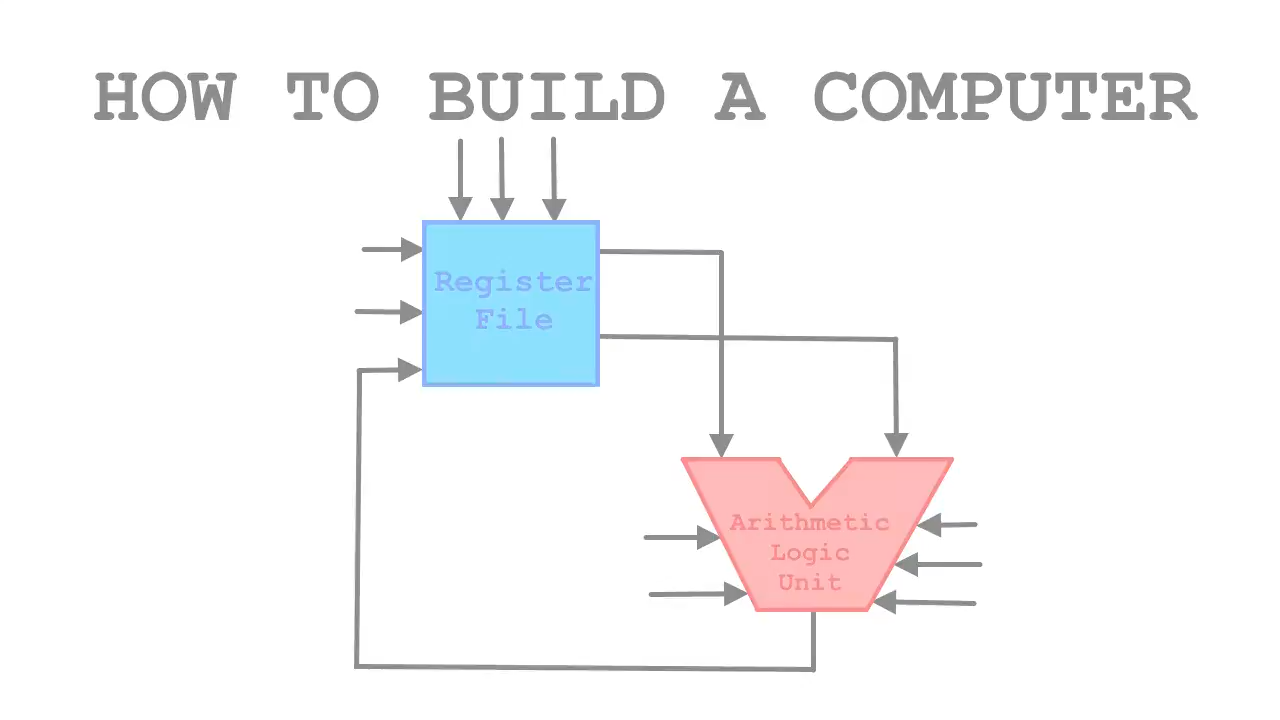 HOW TO BUILD A COMPUTER
Register
File
Arithmetic
Logic
Unit